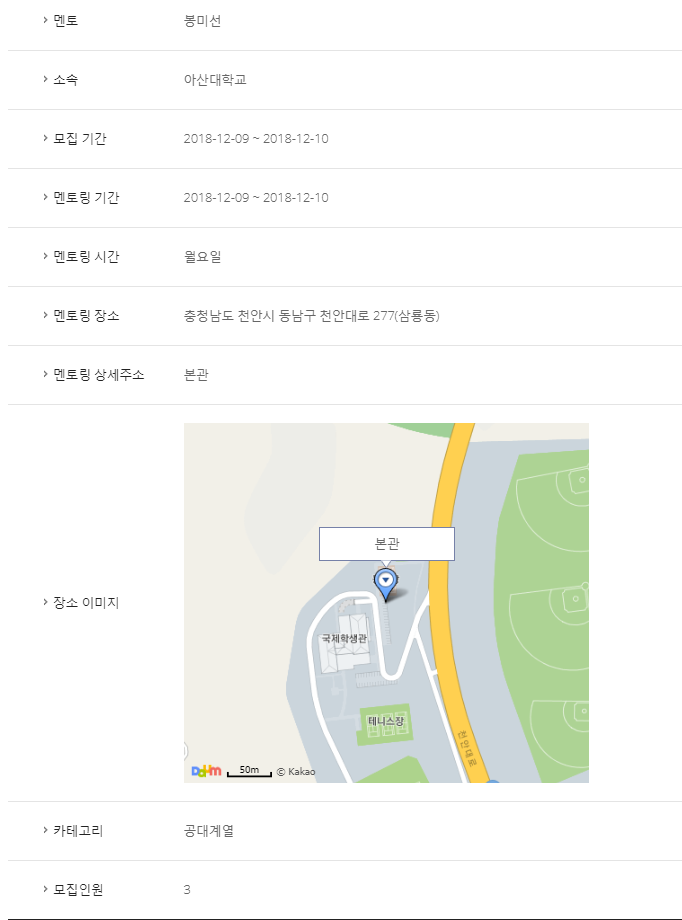 멘토 봉미선
소속 아산대학교
모집 기간 2018-12-09 ~ 2018-12-10
멘토링 기간 2018-12-09 ~ 2018-12-10
멘토링 시간 월요일
멘토링 장소 충청남도 천안시 동남구 천안대로 277(삼룡동)
멘토링 상세주소 본관
장소 이미지
본관
국제학생관
테니스장
천안대로
Daum 50m © Kakao
카테고리 공대계열
모집인원 3